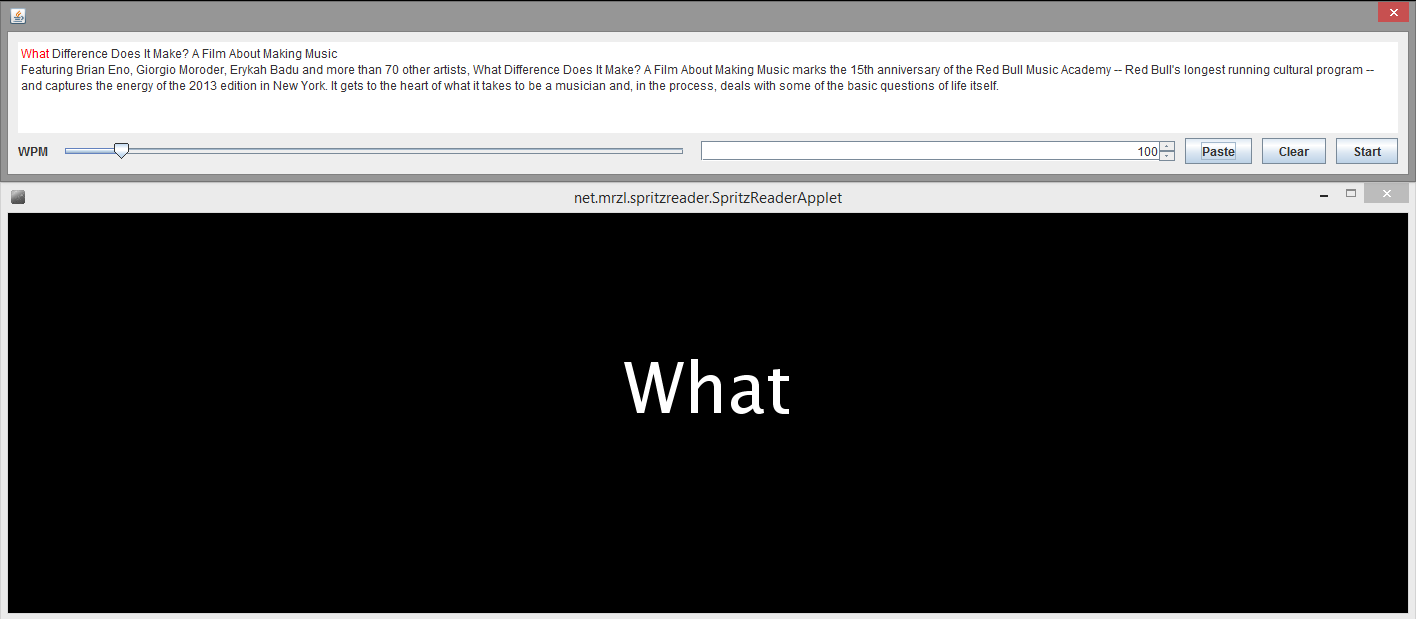 What Difference Does It Make? A Film About Making Music
Featuring Brian Eno, Giorgio Moroder, Erykah Badu and more than 70 other artists, What Difference Does It Make? A Film About Making Music marks the 15th anniversary of the Red Bull Music Academy -- Red Bull's longest running cultural program --
and captures the energy of the 2013 edition in New York. It gets to the heart of what it takes to be a musician and, in the process, deals with some of the basic questions of life itself.
WPM 100 Paste Clear Start
net.mrzl.spritzreader.SpritzReaderApplet
What